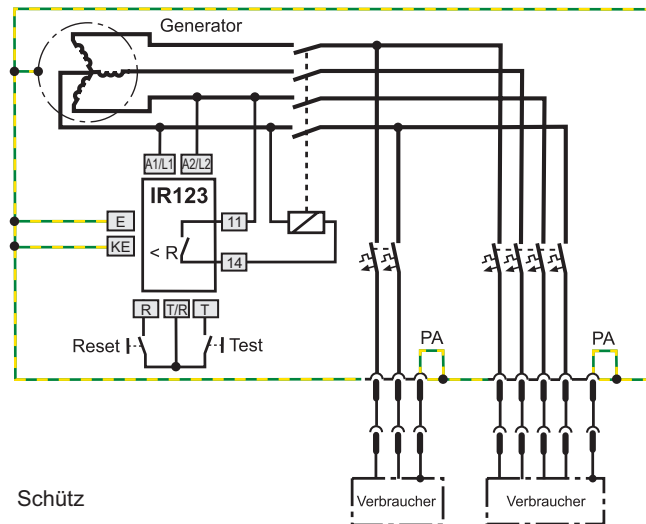 Generator
A1/L1 A2/L2
IR123
E
11
KE
< R
14
R T/R T
Reset
Test
PA
PA
Schütz
Verbraucher
Verbraucher